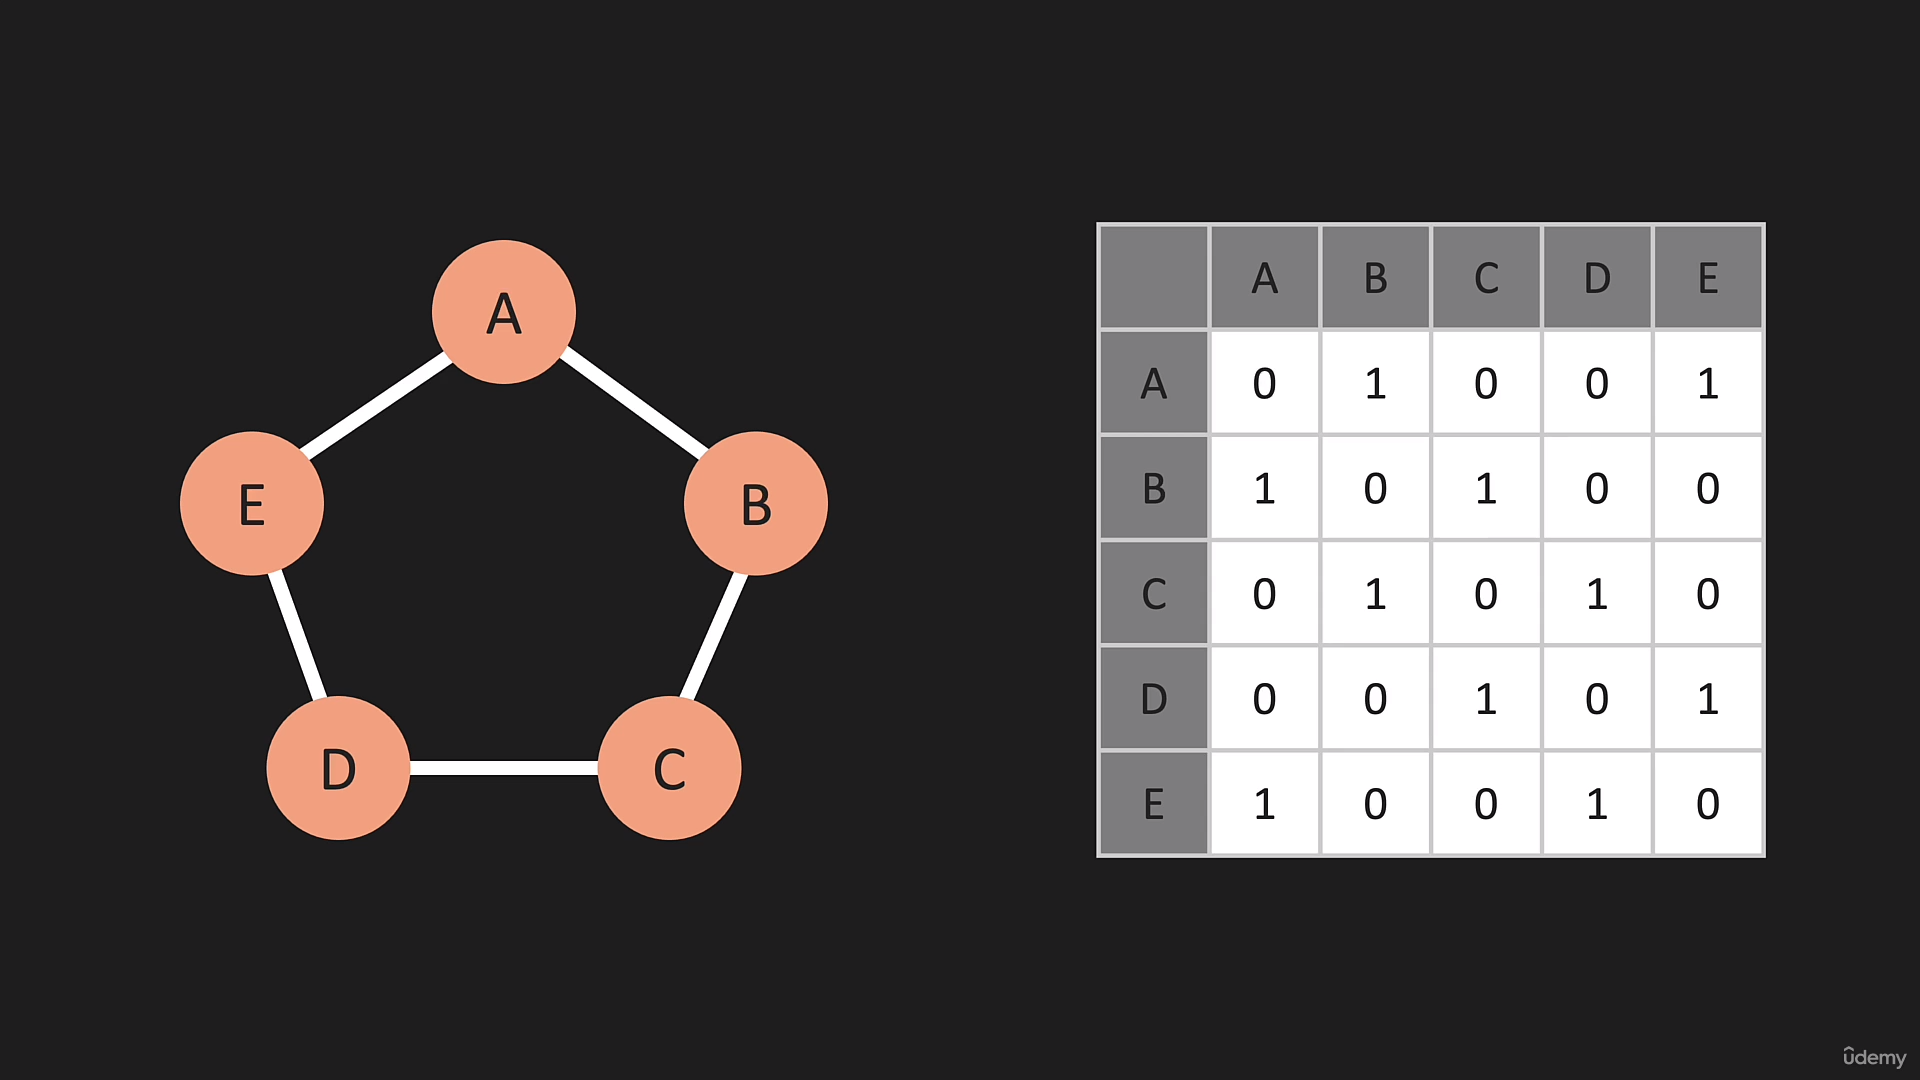 A
E
B
D
C
A B C D E
A 0 1 0 0 1
B 1 0 1 0 0
C 0 1 0 1 0
D 0 0 1 0 1
E 1 0 0 1 0
ûdemy